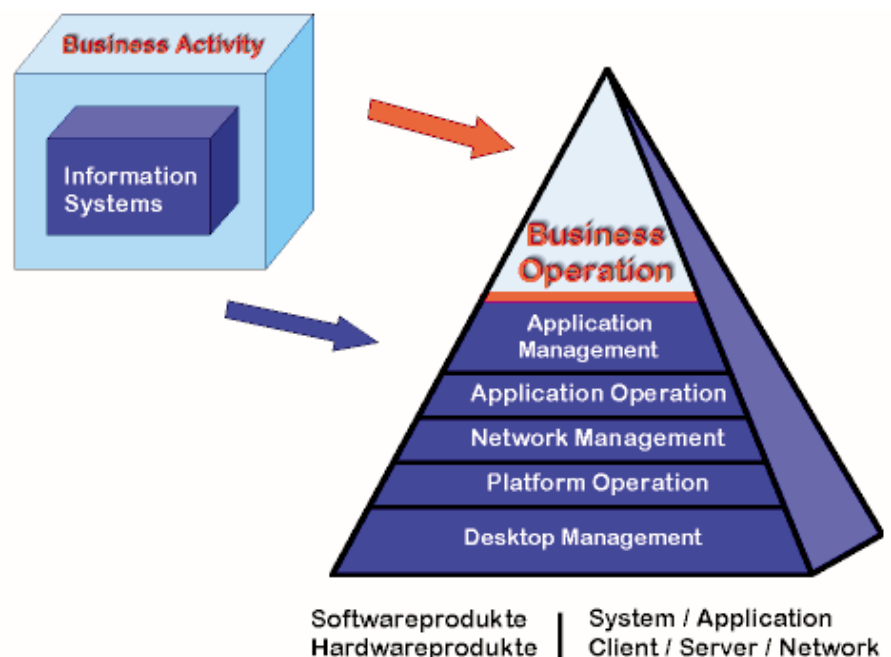 Business Activity
Information
Systems
Business
Operation
Application
Management
Application Operation
Network Management
Platform Operation
Desktop Management
Softwareprodukte | System / Application
Hardwareprodukte | Client / Server / Network